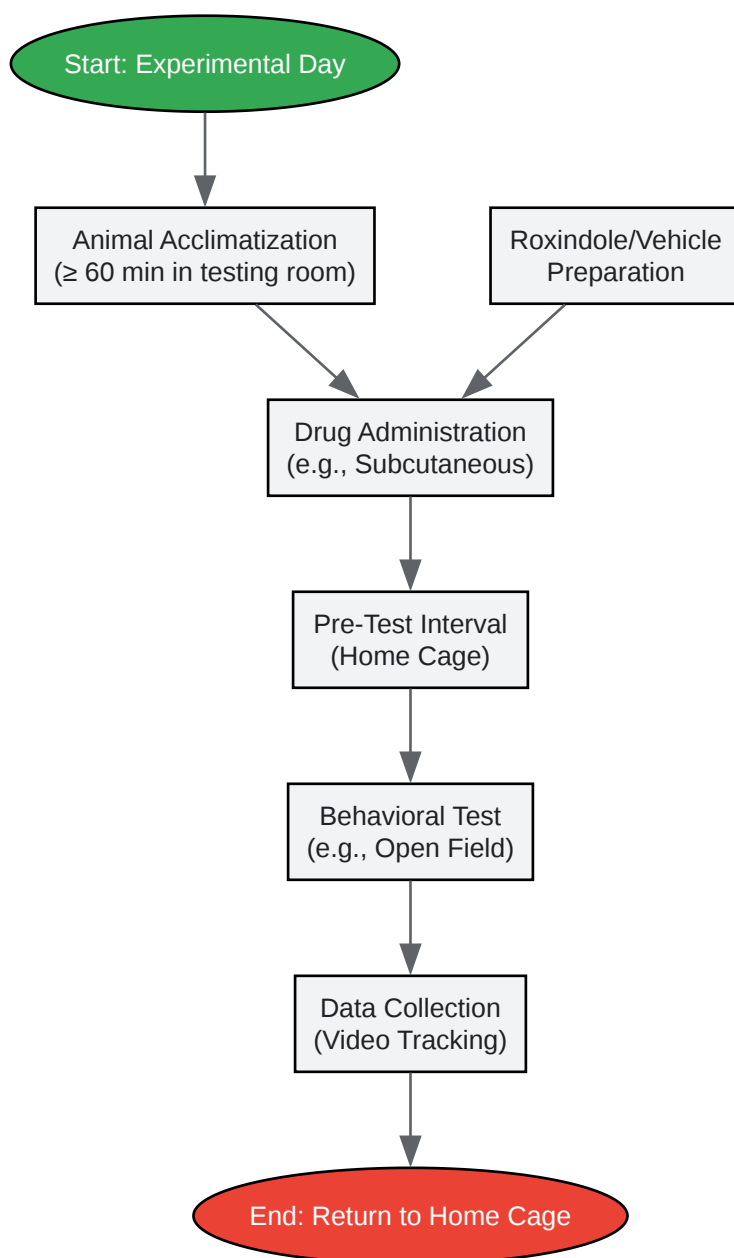 Start: Experimental Day
Animal Acclimatization
(≥ 60 min in testing room)
Roxindole/Vehicle
Preparation
Drug Administration
(e.g., Subcutaneous)
Pre-Test Interval
(Home Cage)
Behavioral Test
(e.g., Open Field)
Data Collection
(Video Tracking)
End: Return to Home Cage